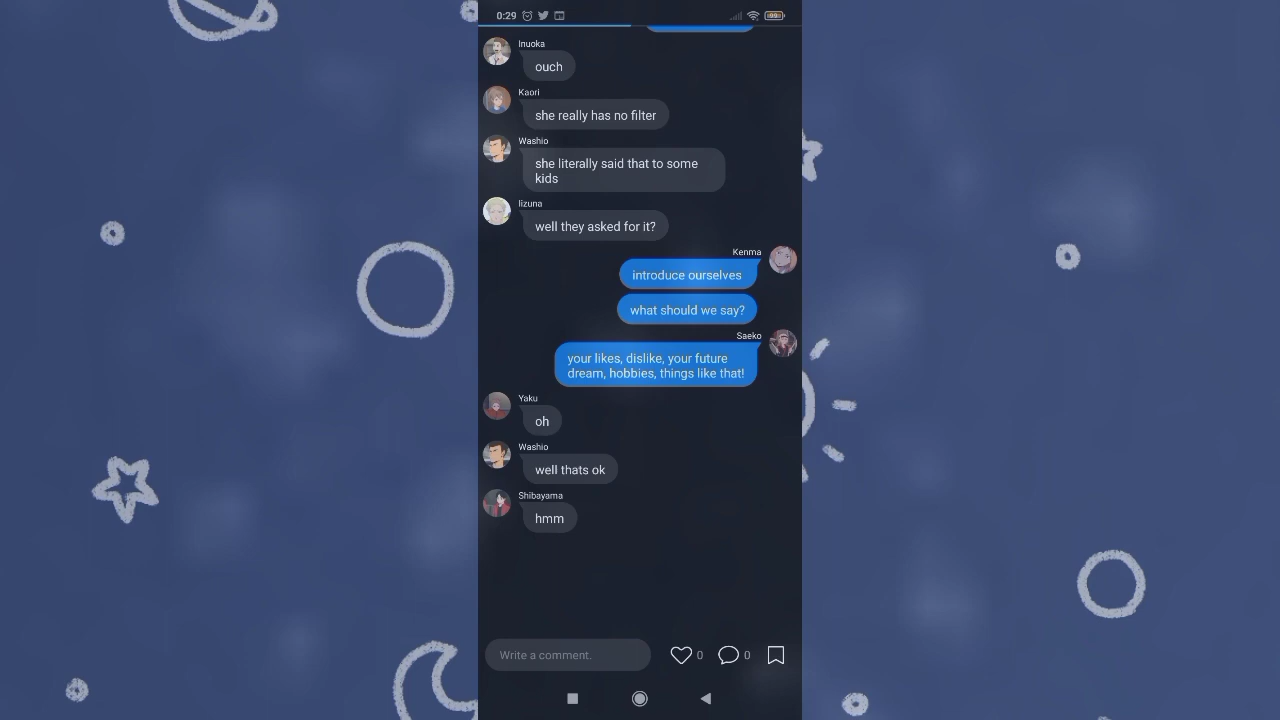 0:29
99
Inuoka
ouch
Kaori
she really has no filter
Washio
she literally said that to some
kids
Iizuna
well they asked for it?
Kenma
introduce ourselves
what should we say?
Saeko
your likes, dislike, your future
dream, hobbies, things like that!
Yaku
oh
Washio
well thats ok
Shibayama
hmm
Write a comment.
0
0